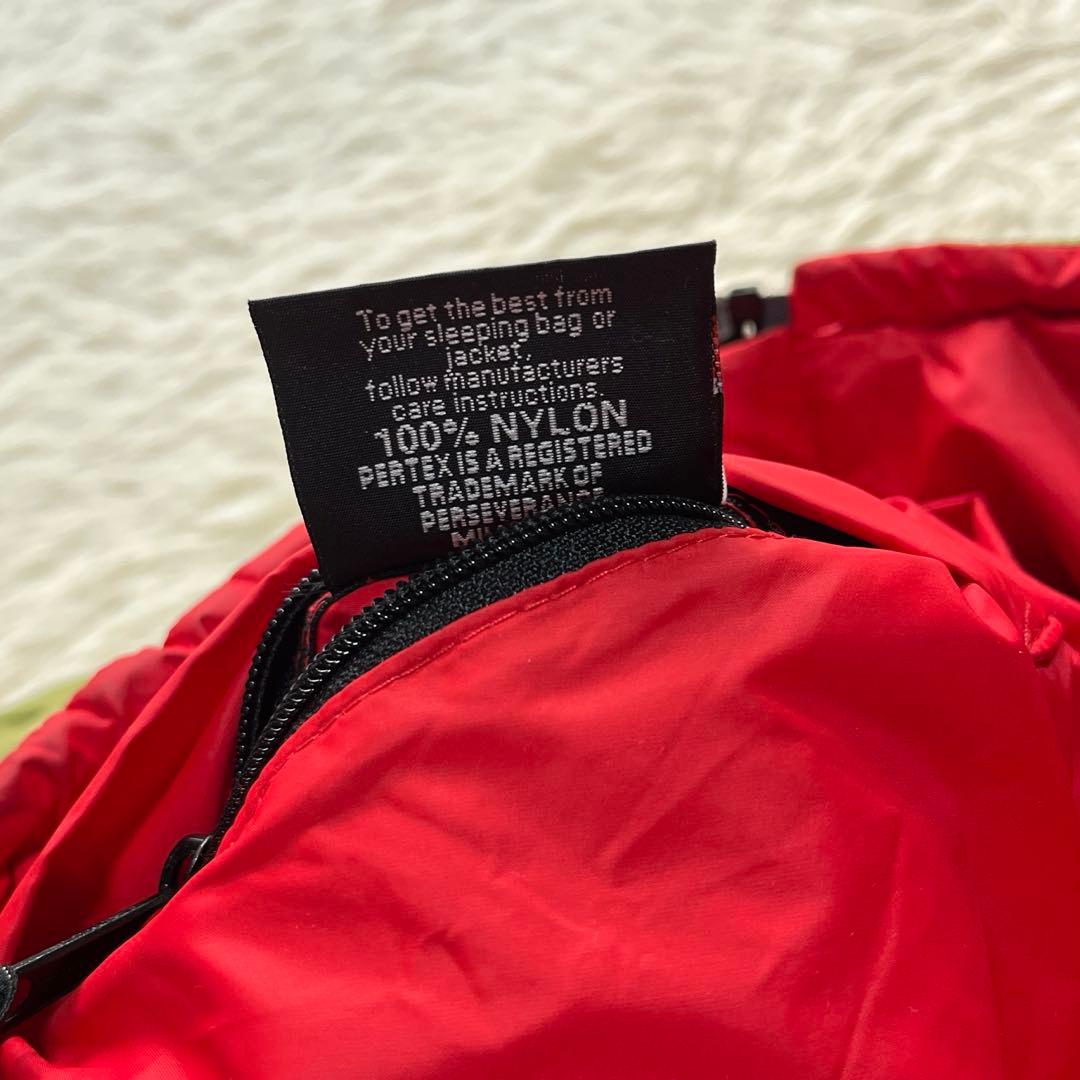 To get the best from
your sleeping bag or
jacket,
follow manufacturers
care instructions.
100% NYLON
PERTEX IS A REGISTERED
TRADEMARK OF
PERSEVERANCE